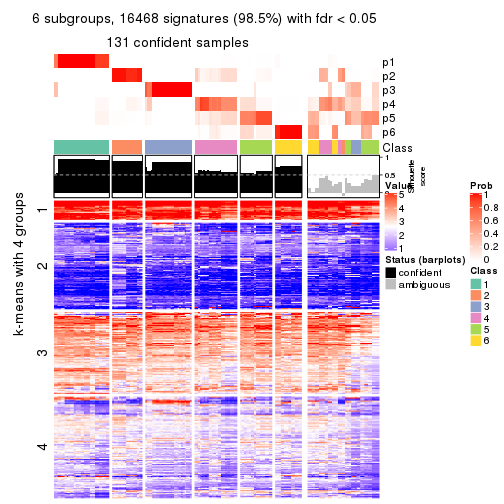 6 subgroups, 16468 signatures (98.5%) with fdr < 0.05
131 confident samples
p1
p2
p3
p4
p5
p6
Class
1
0.5
0
Silhouette
score
k-means with 4 groups
1
2
3
4
Value
5
4
3
2
1
Status (barplots)
confident
ambiguous
Prob
1
0.8
0.6
0.4
0.2
0
Class
1
2
3
4
5
6